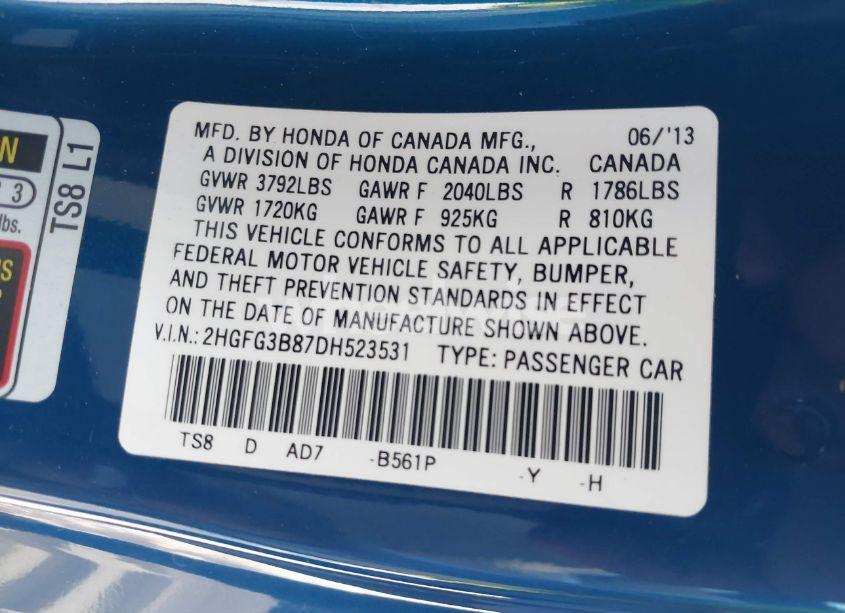 N
3
lbs.
TS8 L1
MFD. BY HONDA OF CANADA MFG., 06/'13
A DIVISION OF HONDA CANADA INC. CANADA
GVWR 3792LBS GAWR F 2040LBS R 1786LBS
GVWR 1720KG GAWR F 925KG R 810KG
THIS VEHICLE CONFORMS TO ALL APPLICABLE
FEDERAL MOTOR VEHICLE SAFETY, BUMPER,
AND THEFT PREVENTION STANDARDS IN EFFECT
ON THE DATE OF MANUFACTURE SHOWN ABOVE.
V.I.N.: 2HGFG3B87DH523531 TYPE: PASSENGER CAR
TS8 D AD7 -B561P -Y -H